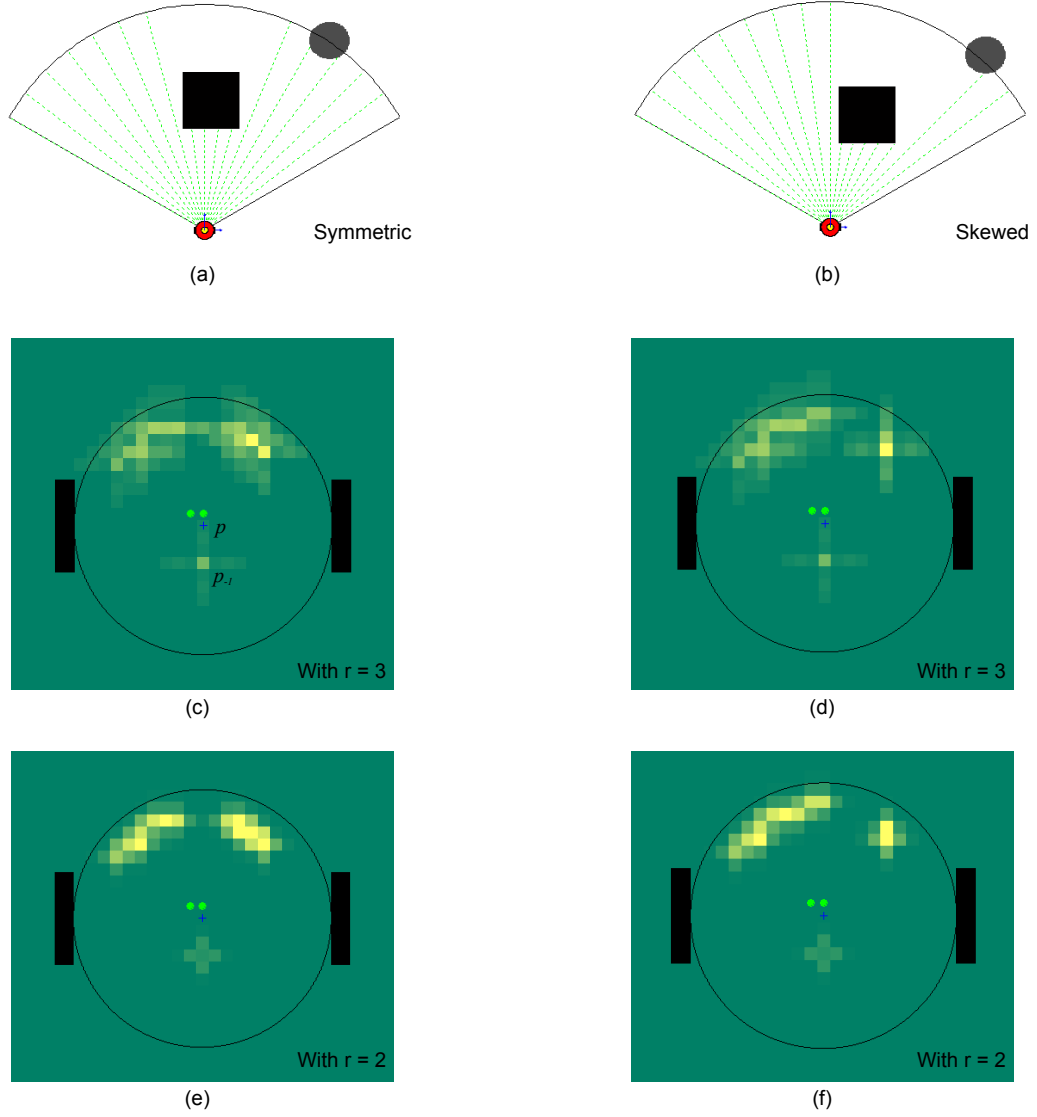 Symmetric
Skewed
(a)
(b)
p
p-1
With r = 3
With r = 3
(c)
(d)
With r = 2
With r = 2
(e)
(f)